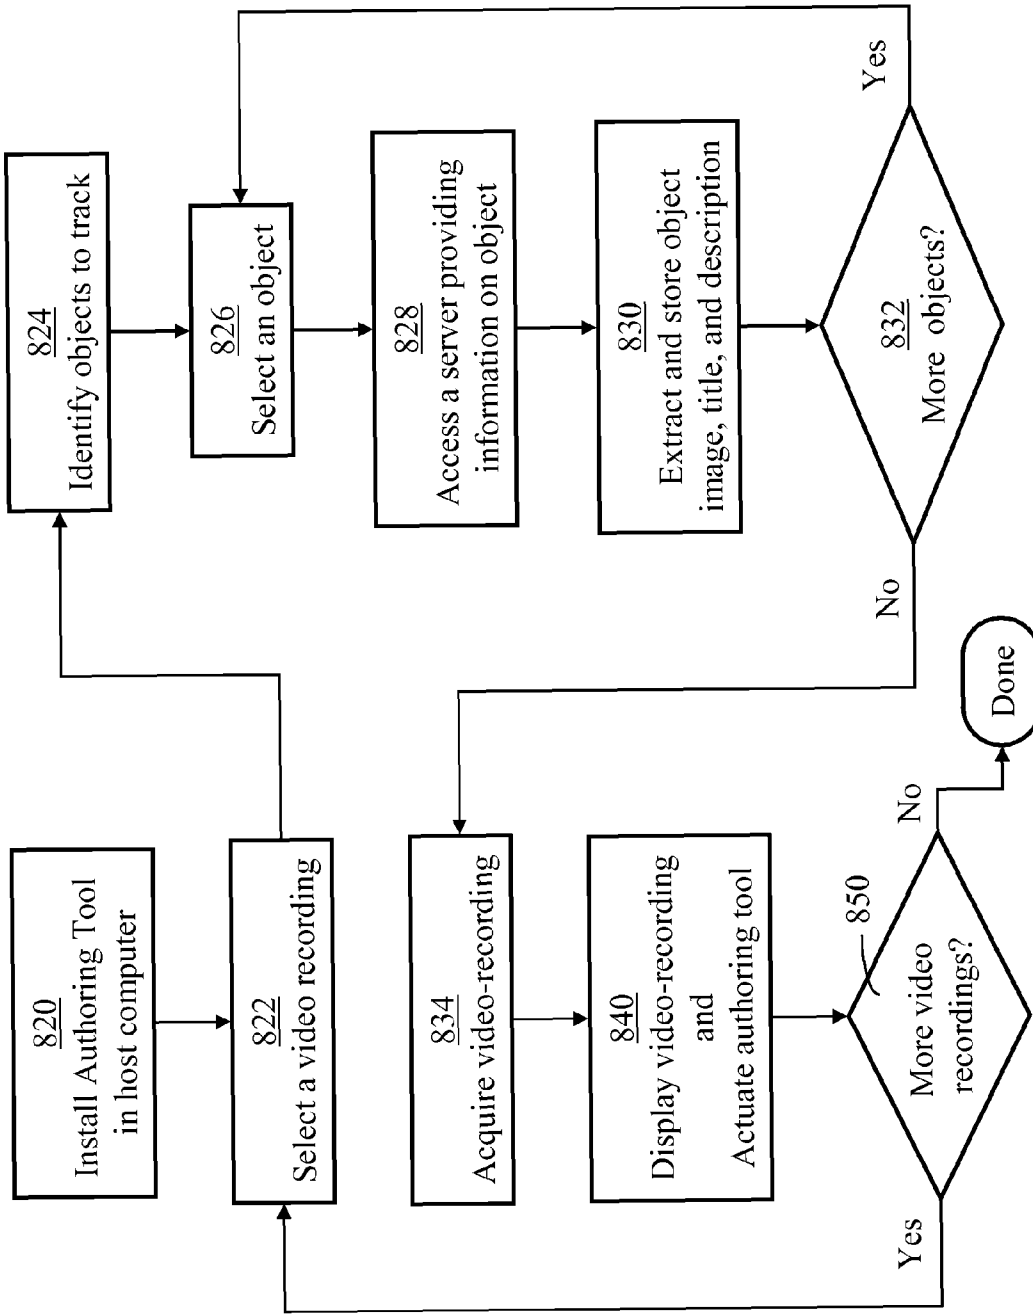 820
Install Authoring Tool
in host computer
822
Select a video recording
824
Identify objects to track
826
Select an object
828
Access a server providing
information on object
830
Extract and store object
image, title, and description
832
More objects?
Yes
No
834
Acquire video-recording
840
Display video-recording
and
Actuate authoring tool
850
More video
recordings?
Yes
No
Done